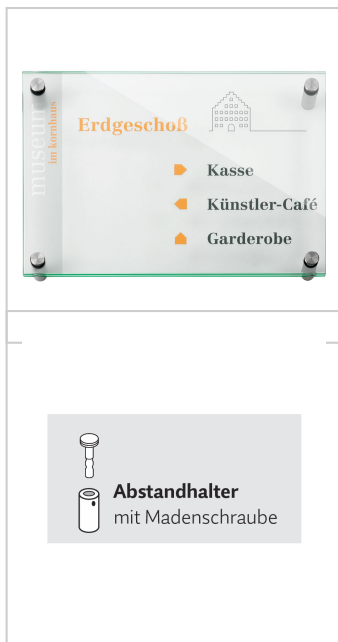 museum
im kornhaus
Erdgeschoß
Kasse
Künstler-Café
Garderobe
Abstandhalter
mit Madenschraube